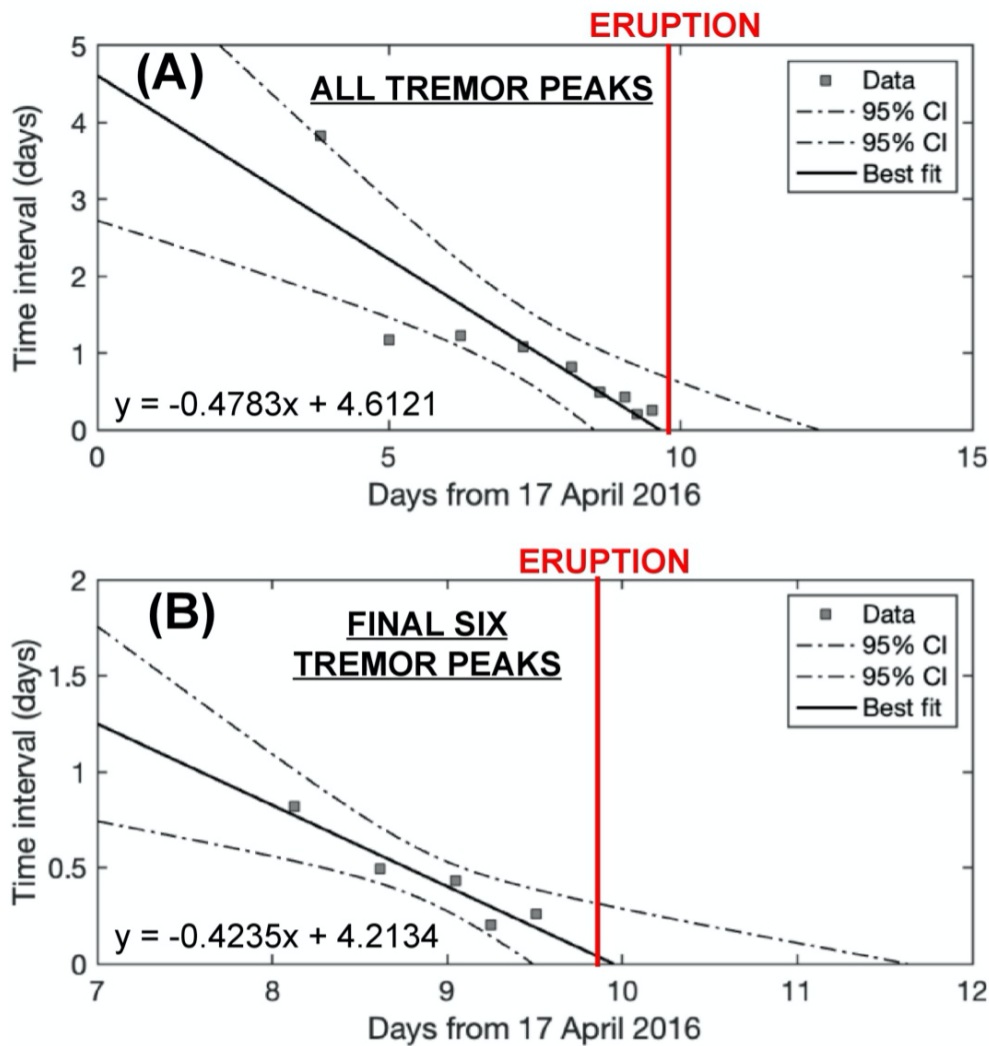 ERUPTION
(A)
ALL TREMOR PEAKS
Data
95% CI
95% CI
Best fit
5
4
3
2
1
0
Time interval (days)
y = -0.4783x + 4.6121
0 5 10 15
Days from 17 April 2016
ERUPTION
(B)
FINAL SIX
TREMOR PEAKS
Data
95% CI
95% CI
Best fit
2
1.5
1
0.5
0
Time interval (days)
y = -0.4235x + 4.2134
7 8 9 10 11 12
Days from 17 April 2016